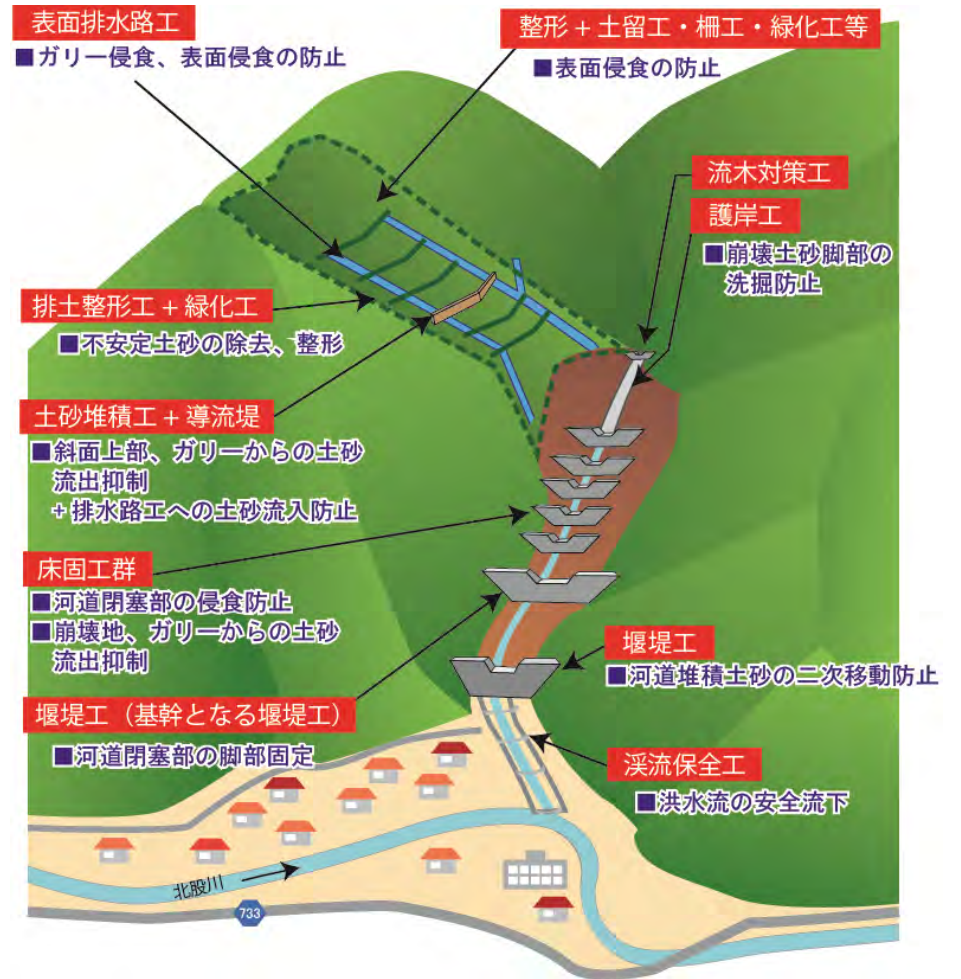 表面排水路工
■ガリー侵食、表面侵食の防止
整形+土留工・柵工・緑化工等
■表面侵食の防止
流木対策工
護岸工
■崩壊土砂脚部の
洗掘防止
排土整形工+緑化工
■不安定土砂の除去、整形
土砂堆積工+導流堤
■斜面上部、ガリーからの土砂
流出抑制
+排水路工への土砂流入防止
床固工群
■河道閉塞部の侵食防止
■崩壊地、ガリーからの土砂
流出抑制
堰堤工
■河道堆積土砂の二次移動防止
堰堤工（基幹となる堰堤工）
■河道閉塞部の脚部固定
渓流保全工
■洪水流の安全流下
北股川
733